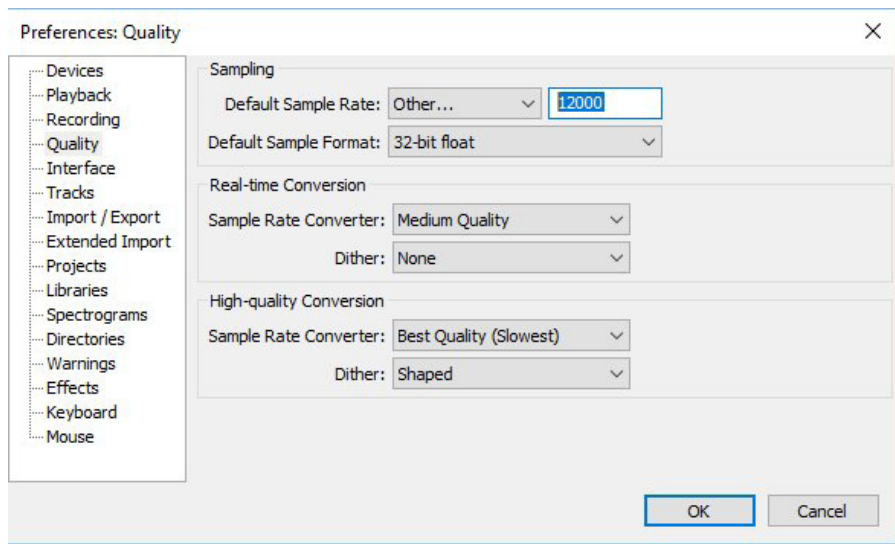 Preferences: Quality
Devices
Playback
Recording
Quality
Interface
Tracks
Import / Export
Extended Import
Projects
Libraries
Spectrograms
Directories
Warnings
Effects
Keyboard
Mouse
Sampling
Default Sample Rate: Other... 12000
Default Sample Format: 32-bit float
Real-time Conversion
Sample Rate Converter: Medium Quality
Dither: None
High-quality Conversion
Sample Rate Converter: Best Quality (Slowest)
Dither: Shaped
OK Cancel